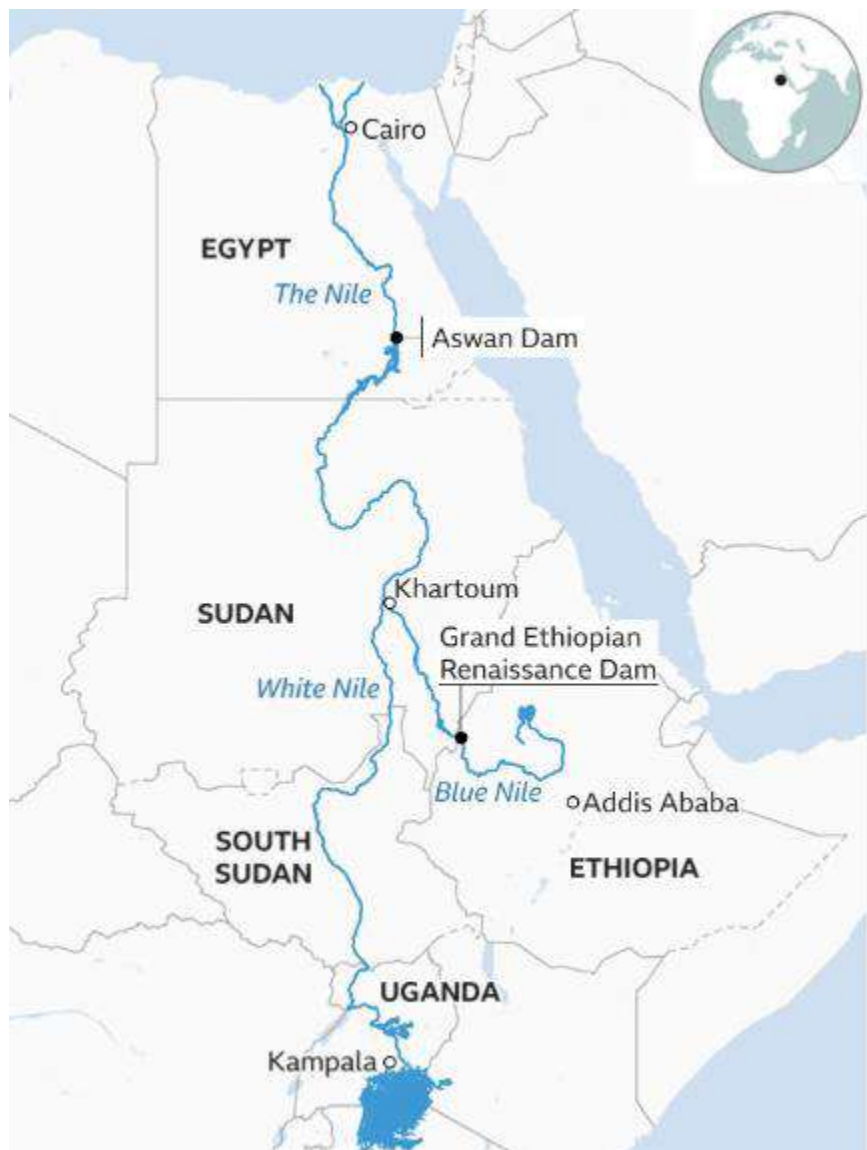 Cairo
EGYPT
The Nile
Aswan Dam
Khartoum
SUDAN
Grand Ethiopian
Renaissance Dam
White Nile
Blue Nile
Addis Ababa
SOUTH
SUDAN
ETHIOPIA
UGANDA
Kampala